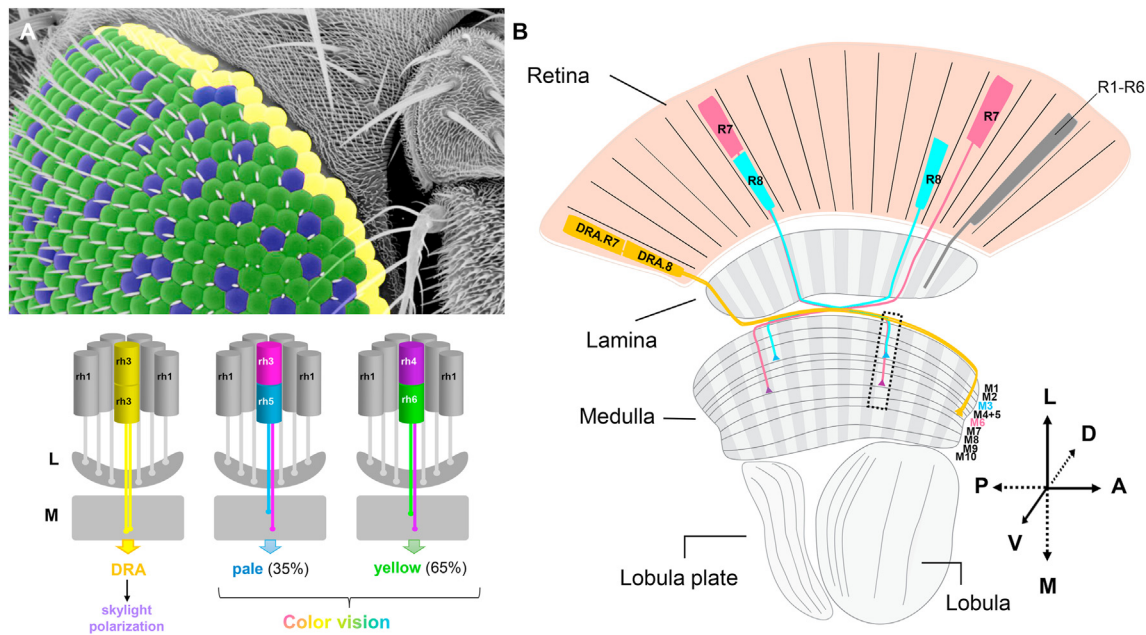 A
rh3
rh1
rh1
rh3
rh3
rh1
rh1
rh5
rh4
rh1
rh1
rh6
L
M
DRA
pale (35%)
yellow (65%)
skylight
polarization
Color vision
B
Retina
R1-R6
R7
R7
R8
R8
DRA.R7
DRA.8
Lamina
Medulla
M1
M2
M3
M4+5
M6
M7
M8
M9
M10
Lobula plate
Lobula
L
D
P
A
V
M